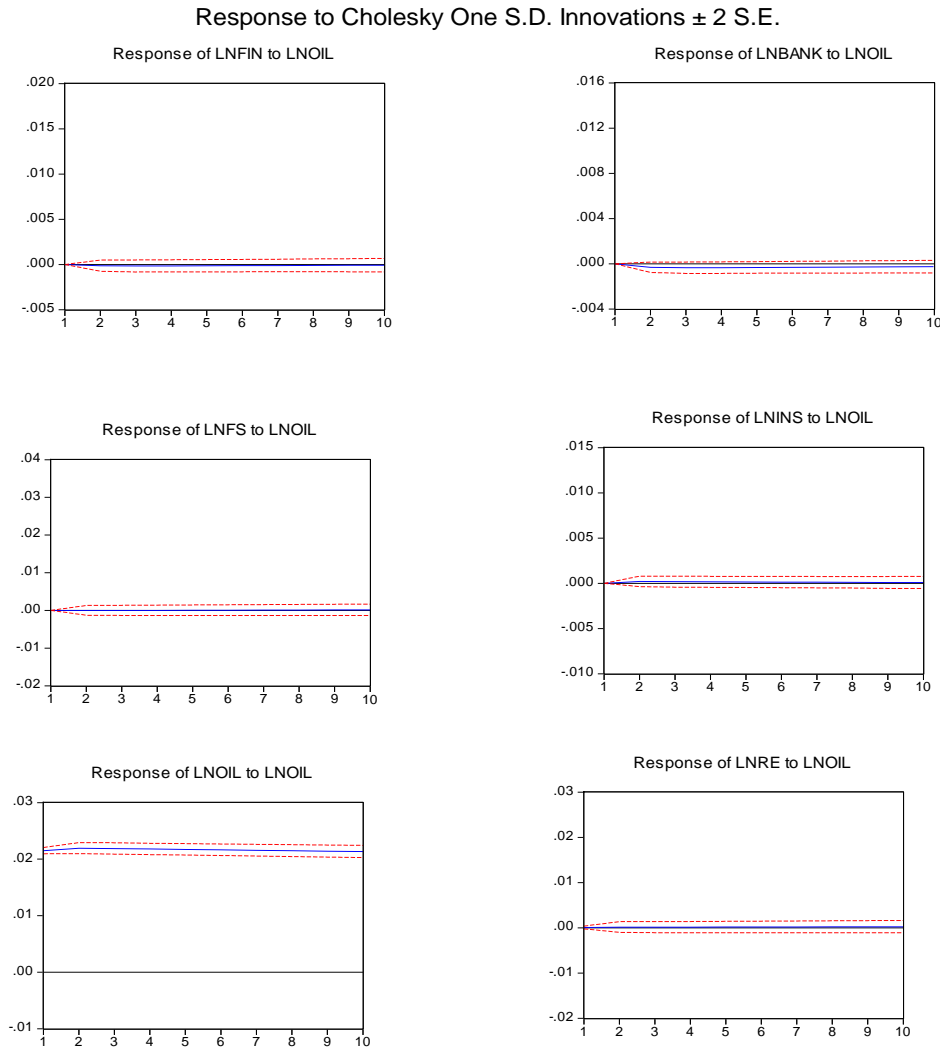 Response to Cholesky One S.D. Innovations ± 2 S.E.
Response of LNFIN to LNOIL
.020
.015
.010
.005
.000
-.005
1 2 3 4 5 6 7 8 9 10
Response of LNBANK to LNOIL
.016
.012
.008
.004
.000
-.004
1 2 3 4 5 6 7 8 9 10
Response of LNFS to LNOIL
.04
.03
.02
.01
.00
-.01
-.02
1 2 3 4 5 6 7 8 9 10
Response of LNINS to LNOIL
.015
.010
.005
.000
-.005
-.010
1 2 3 4 5 6 7 8 9 10
Response of LNOIL to LNOIL
.03
.02
.01
.00
-.01
1 2 3 4 5 6 7 8 9 10
Response of LNRE to LNOIL
.03
.02
.01
.00
-.01
-.02
1 2 3 4 5 6 7 8 9 10